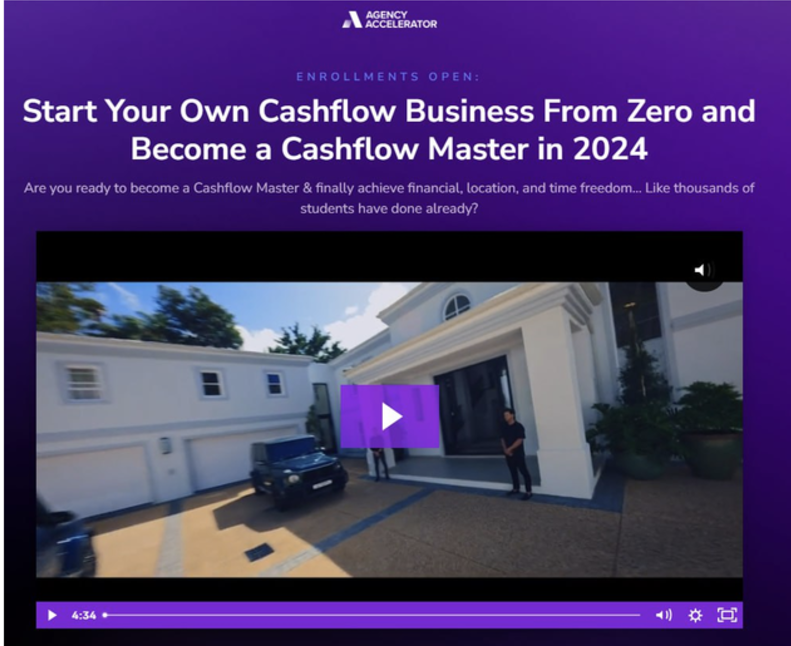 AGENCY
ACCELERATOR
ENROLLMENTS OPEN:
Start Your Own Cashflow Business From Zero and
Become a Cashflow Master in 2024
Are you ready to become a Cashflow Master & finally achieve financial, location, and time freedom... Like thousands of
students have done already?
4:34